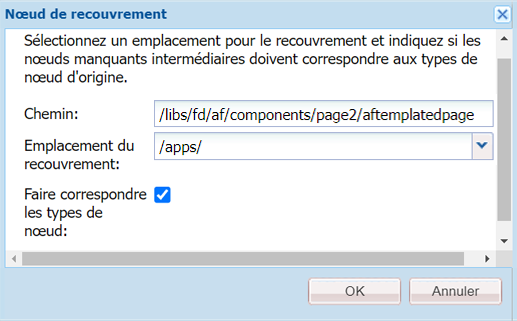 Nœud de recouvrement
Sélectionnez un emplacement pour le recouvrement et indiquez si les
nœuds manquants intermédiaires doivent correspondre aux types de
nœud d'origine.
Chemin:
/libs/fd/af/components/page2/aftemplatedpage
Emplacement du
recouvrement:
/apps/
Faire correspondre
les types de
nœud:
OK
Annuler